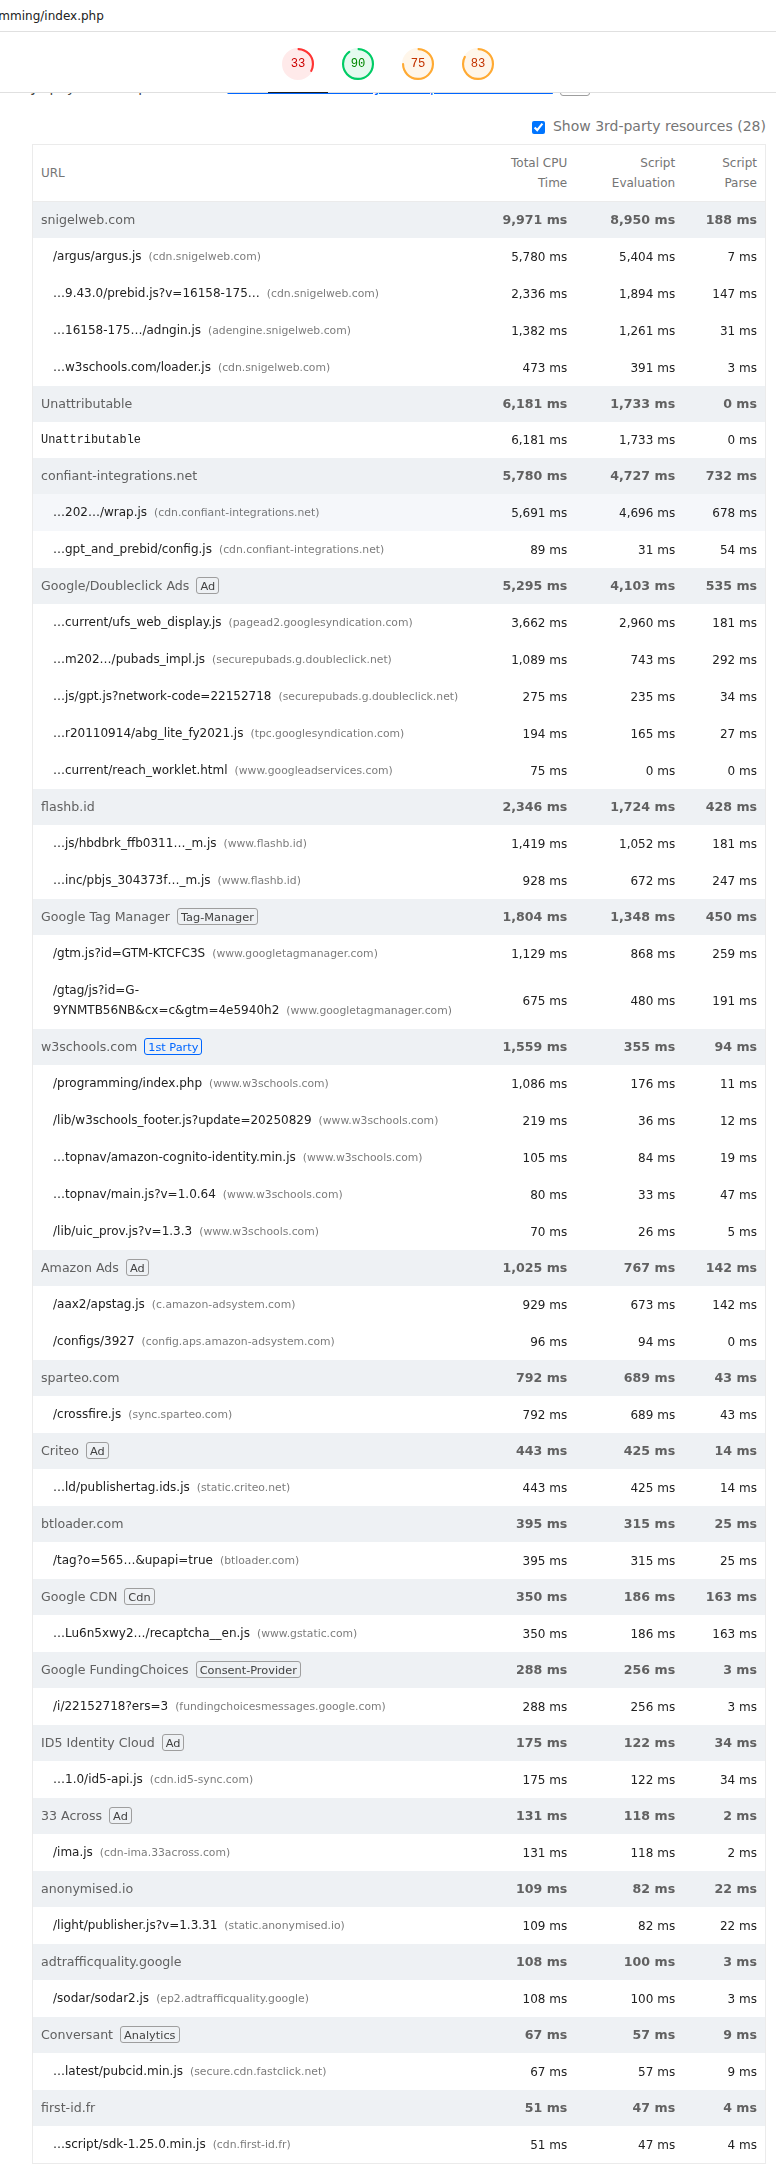 mming/index.php
33 90 75 83
Show 3rd-party resources (28)
URL Total CPU Time Script Evaluation Script Parse
snigelweb.com 9,971 ms 8,950 ms 188 ms
/argus/argus.js (cdn.snigelweb.com) 5,780 ms 5,404 ms 7 ms
…9.43.0/prebid.js?v=16158-175… (cdn.snigelweb.com) 2,336 ms 1,894 ms 147 ms
…16158-175…/adngin.js (adengine.snigelweb.com) 1,382 ms 1,261 ms 31 ms
…w3schools.com/loader.js (cdn.snigelweb.com) 473 ms 391 ms 3 ms
Unattributable 6,181 ms 1,733 ms 0 ms
Unattributable 6,181 ms 1,733 ms 0 ms
confiant-integrations.net 5,780 ms 4,727 ms 732 ms
…202…/wrap.js (cdn.confiant-integrations.net) 5,691 ms 4,696 ms 678 ms
…gpt_and_prebid/config.js (cdn.confiant-integrations.net) 89 ms 31 ms 54 ms
Google/Doubleclick Ads Ad 5,295 ms 4,103 ms 535 ms
…current/ufs_web_display.js (pagead2.googlesyndication.com) 3,662 ms 2,960 ms 181 ms
…m202…/pubads_impl.js (securepubads.g.doubleclick.net) 1,089 ms 743 ms 292 ms
…js/gpt.js?network-code=22152718 (securepubads.g.doubleclick.net) 275 ms 235 ms 34 ms
…r20110914/abg_lite_fy2021.js (tpc.googlesyndication.com) 194 ms 165 ms 27 ms
…current/reach_worklet.html (www.googleadservices.com) 75 ms 0 ms 0 ms
flashb.id 2,346 ms 1,724 ms 428 ms
…js/hbdbrk_ffb0311…_m.js (www.flashb.id) 1,419 ms 1,052 ms 181 ms
…inc/pbjs_304373f…_m.js (www.flashb.id) 928 ms 672 ms 247 ms
Google Tag Manager Tag-Manager 1,804 ms 1,348 ms 450 ms
/gtm.js?id=GTM-KTCFC3S (www.googletagmanager.com) 1,129 ms 868 ms 259 ms
/gtag/js?id=G-
9YNMTB56NB&cx=c&gtm=4e5940h2 (www.googletagmanager.com) 675 ms 480 ms 191 ms
w3schools.com 1st Party 1,559 ms 355 ms 94 ms
/programming/index.php (www.w3schools.com) 1,086 ms 176 ms 11 ms
/lib/w3schools_footer.js?update=20250829 (www.w3schools.com) 219 ms 36 ms 12 ms
…topnav/amazon-cognito-identity.min.js (www.w3schools.com) 105 ms 84 ms 19 ms
…topnav/main.js?v=1.0.64 (www.w3schools.com) 80 ms 33 ms 47 ms
/lib/uic_prov.js?v=1.3.3 (www.w3schools.com) 70 ms 26 ms 5 ms
Amazon Ads Ad 1,025 ms 767 ms 142 ms
/aax2/apstag.js (c.amazon-adsystem.com) 929 ms 673 ms 142 ms
/configs/3927 (config.aps.amazon-adsystem.com) 96 ms 94 ms 0 ms
sparteo.com 792 ms 689 ms 43 ms
/crossfire.js (sync.sparteo.com) 792 ms 689 ms 43 ms
Criteo Ad 443 ms 425 ms 14 ms
…ld/publishertag.ids.js (static.criteo.net) 443 ms 425 ms 14 ms
btloader.com 395 ms 315 ms 25 ms
/tag?o=565…&upapi=true (btloader.com) 395 ms 315 ms 25 ms
Google CDN Cdn 350 ms 186 ms 163 ms
…Lu6n5xwy2…/recaptcha__en.js (www.gstatic.com) 350 ms 186 ms 163 ms
Google FundingChoices Consent-Provider 288 ms 256 ms 3 ms
/i/22152718?ers=3 (fundingchoicesmessages.google.com) 288 ms 256 ms 3 ms
ID5 Identity Cloud Ad 175 ms 122 ms 34 ms
…1.0/id5-api.js (cdn.id5-sync.com) 175 ms 122 ms 34 ms
33 Across Ad 131 ms 118 ms 2 ms
/ima.js (cdn-ima.33across.com) 131 ms 118 ms 2 ms
anonymised.io 109 ms 82 ms 22 ms
/light/publisher.js?v=1.3.31 (static.anonymised.io) 109 ms 82 ms 22 ms
adtrafficquality.google 108 ms 100 ms 3 ms
/sodar/sodar2.js (ep2.adtrafficquality.google) 108 ms 100 ms 3 ms
Conversant Analytics 67 ms 57 ms 9 ms
…latest/pubcid.min.js (secure.cdn.fastclick.net) 67 ms 57 ms 9 ms
first-id.fr 51 ms 47 ms 4 ms
…script/sdk-1.25.0.min.js (cdn.first-id.fr) 51 ms 47 ms 4 ms